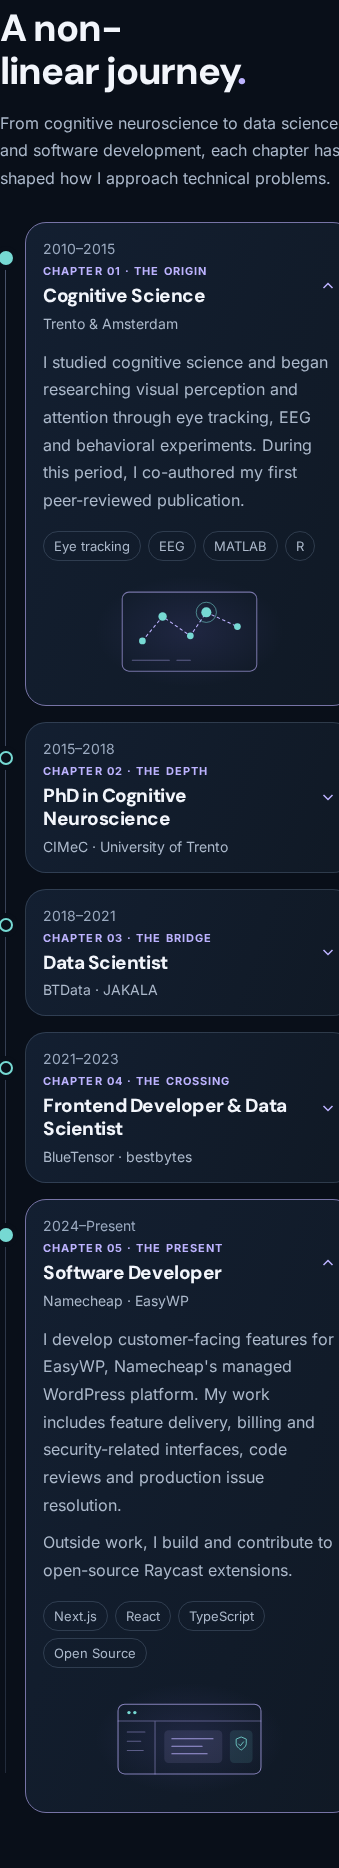 A non-
linear journey.
From cognitive neuroscience to data science
and software development, each chapter has
shaped how I approach technical problems.
2010–2015
CHAPTER 01 · THE ORIGIN
Cognitive Science
Trento & Amsterdam
I studied cognitive science and began
researching visual perception and
attention through eye tracking, EEG
and behavioral experiments. During
this period, I co-authored my first
peer-reviewed publication.
Eye tracking EEG MATLAB R
2015–2018
CHAPTER 02 · THE DEPTH
PhD in Cognitive
Neuroscience
CIMeC · University of Trento
2018–2021
CHAPTER 03 · THE BRIDGE
Data Scientist
BTData · JAKALA
2021–2023
CHAPTER 04 · THE CROSSING
Frontend Developer & Data
Scientist
BlueTensor · bestbytes
2024–Present
CHAPTER 05 · THE PRESENT
Software Developer
Namecheap · EasyWP
I develop customer-facing features for
EasyWP, Namecheap's managed
WordPress platform. My work
includes feature delivery, billing and
security-related interfaces, code
reviews and production issue
resolution.
Outside work, I build and contribute to
open-source Raycast extensions.
Next.js React TypeScript
Open Source